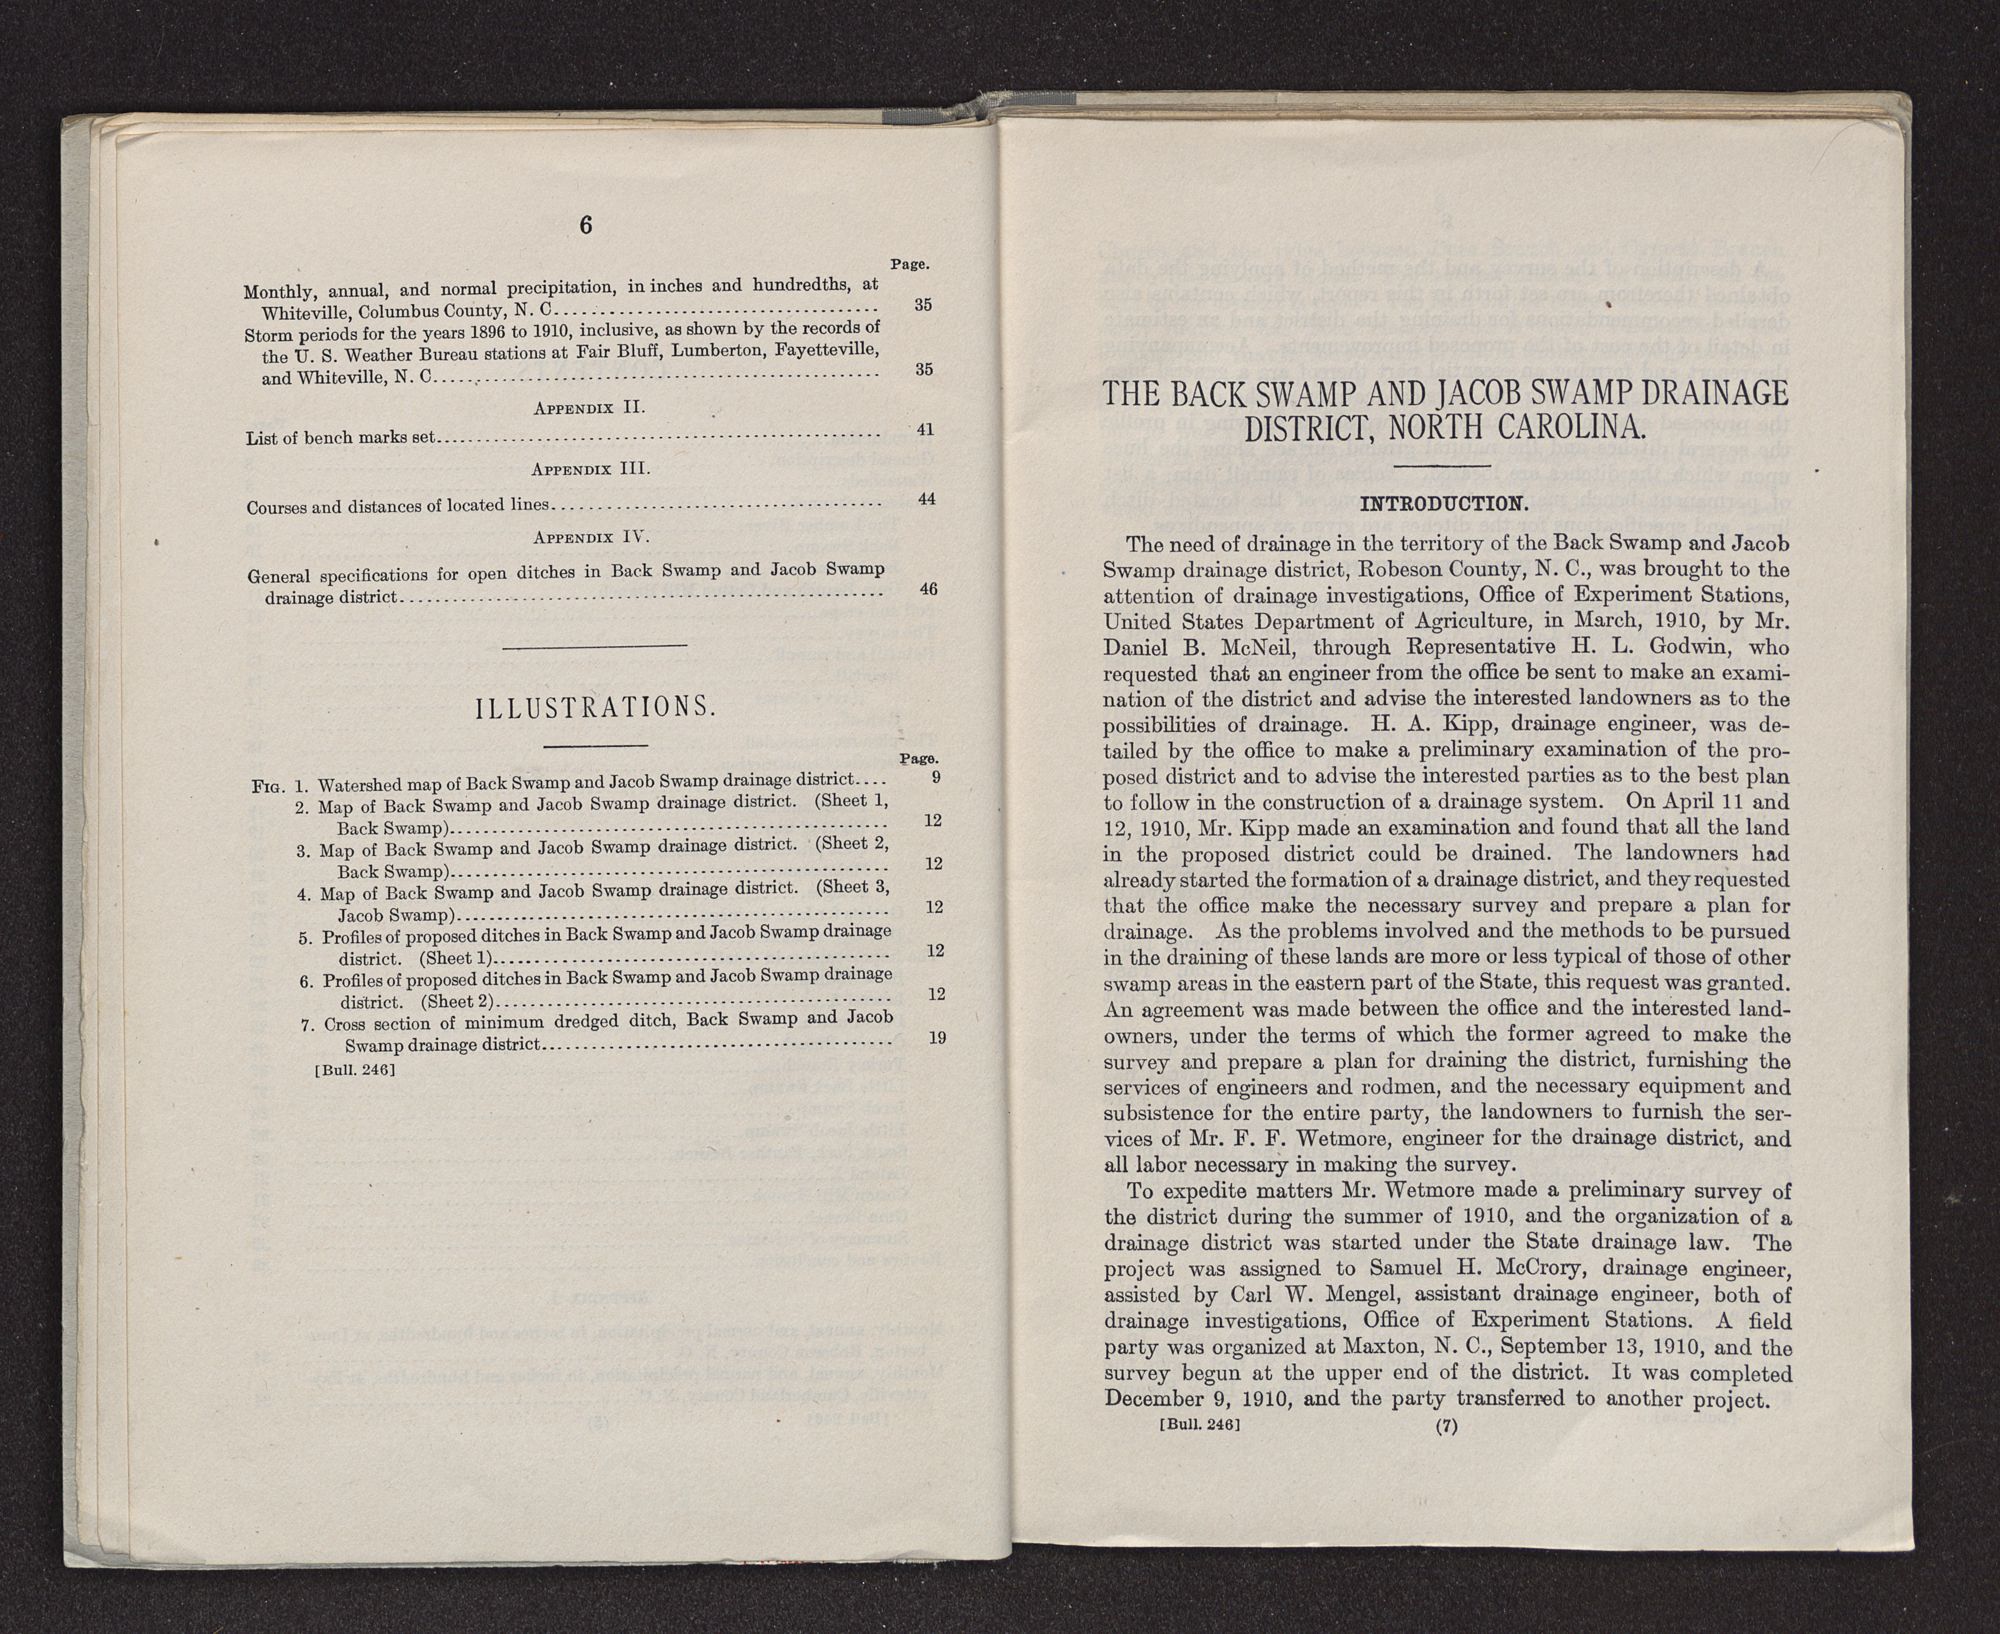 6
Page.
Monthly, annual, and normal precipitation, in inches and hundredths, at
Whiteville, Columbus County, N. C. 35
Storm periods for the years 1896 to 1910, inclusive, as shown by the records of
the U. S. Weather Bureau stations at Fair Bluff, Lumberton, Fayetteville,
and Whiteville, N. C. 35
APPENDIX II.
List of bench marks set. 41
APPENDIX III.
Courses and distances of located lines. 44
APPENDIX IV.
General specifications for open ditches in Back Swamp and Jacob Swamp
drainage district. 46
ILLUSTRATIONS.
Page.
FIG. 1. Watershed map of Back Swamp and Jacob Swamp drainage district. 9
2. Map of Back Swamp and Jacob Swamp drainage district. (Sheet 1,
Back Swamp) 12
3. Map of Back Swamp and Jacob Swamp drainage district. (Sheet 2,
Back Swamp) 12
4. Map of Back Swamp and Jacob Swamp drainage district. (Sheet 3,
Jacob Swamp) 12
5. Profiles of proposed ditches in Back Swamp and Jacob Swamp drainage
district. (Sheet 1) 12
6. Profiles of proposed ditches in Back Swamp and Jacob Swamp drainage
district. (Sheet 2) 12
7. Cross section of minimum dredged ditch, Back Swamp and Jacob
Swamp drainage district. 19
[Bull. 246]
THE BACK SWAMP AND JACOB SWAMP DRAINAGE
DISTRICT, NORTH CAROLINA.
INTRODUCTION.
The need of drainage in the territory of the Back Swamp and Jacob
Swamp drainage district, Robeson County, N. C., was brought to the
attention of drainage investigations, Office of Experiment Stations,
United States Department of Agriculture, in March, 1910, by Mr.
Daniel B. McNeil, through Representative H. L. Godwin, who
requested that an engineer from the office be sent to make an exami-
nation of the district and advise the interested landowners as to the
possibilities of drainage. H. A. Kipp, drainage engineer, was de-
tailed by the office to make a preliminary examination of the pro-
posed district and to advise the interested parties as to the best plan
to follow in the construction of a drainage system. On April 11 and
12, 1910, Mr. Kipp made an examination and found that all the land
in the proposed district could be drained. The landowners had
already started the formation of a drainage district, and they requested
that the office make the necessary survey and prepare a plan for
drainage. As the problems involved and the methods to be pursued
in the draining of these lands are more or less typical of those of other
swamp areas in the eastern part of the State, this request was granted.
An agreement was made between the office and the interested land-
owners, under the terms of which the former agreed to make the
survey and prepare a plan for draining the district, furnishing the
services of engineers and rodmen, and the necessary equipment and
subsistence for the entire party, the landowners to furnish the ser-
vices of Mr. F. F. Wetmore, engineer for the drainage district, and
all labor necessary in making the survey.
To expedite matters Mr. Wetmore made a preliminary survey of
the district during the summer of 1910, and the organization of a
drainage district was started under the State drainage law. The
project was assigned to Samuel H. McCrory, drainage engineer,
assisted by Carl W. Mengel, assistant drainage engineer, both of
drainage investigations, Office of Experiment Stations. A field
party was organized at Maxton, N. C., September 13, 1910, and the
survey begun at the upper end of the district. It was completed
December 9, 1910, and the party transferred to another project.
[Bull. 246]
(7)